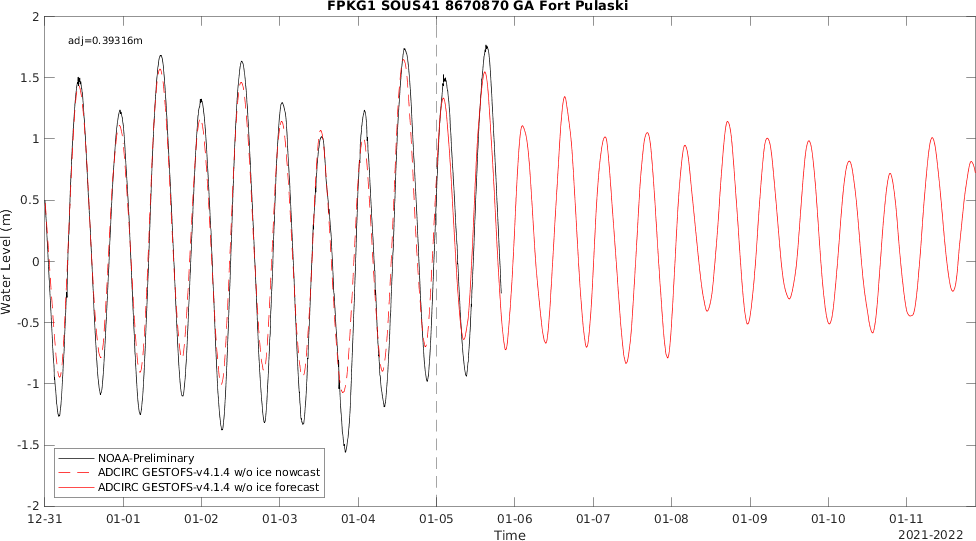 FPKG1 SOUS41 8670870 GA Fort Pulaski
adj=0.39316m
2
1.5
1
0.5
0
-0.5
-1
-1.5
-2
Water Level (m)
NOAA-Preliminary
ADCIRC GESTOFS-v4.1.4 w/o ice nowcast
ADCIRC GESTOFS-v4.1.4 w/o ice forecast
12-31 01-01 01-02 01-03 01-04 01-05 01-06 01-07 01-08 01-09 01-10 01-11
Time
2021-2022